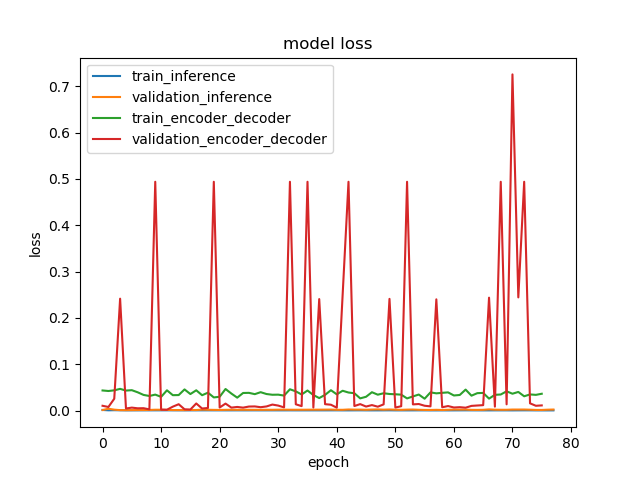 model loss
train_inference
validation_inference
train_encoder_decoder
validation_encoder_decoder
loss
0.7
0.6
0.5
0.4
0.3
0.2
0.1
0.0
0 10 20 30 40 50 60 70 80
epoch